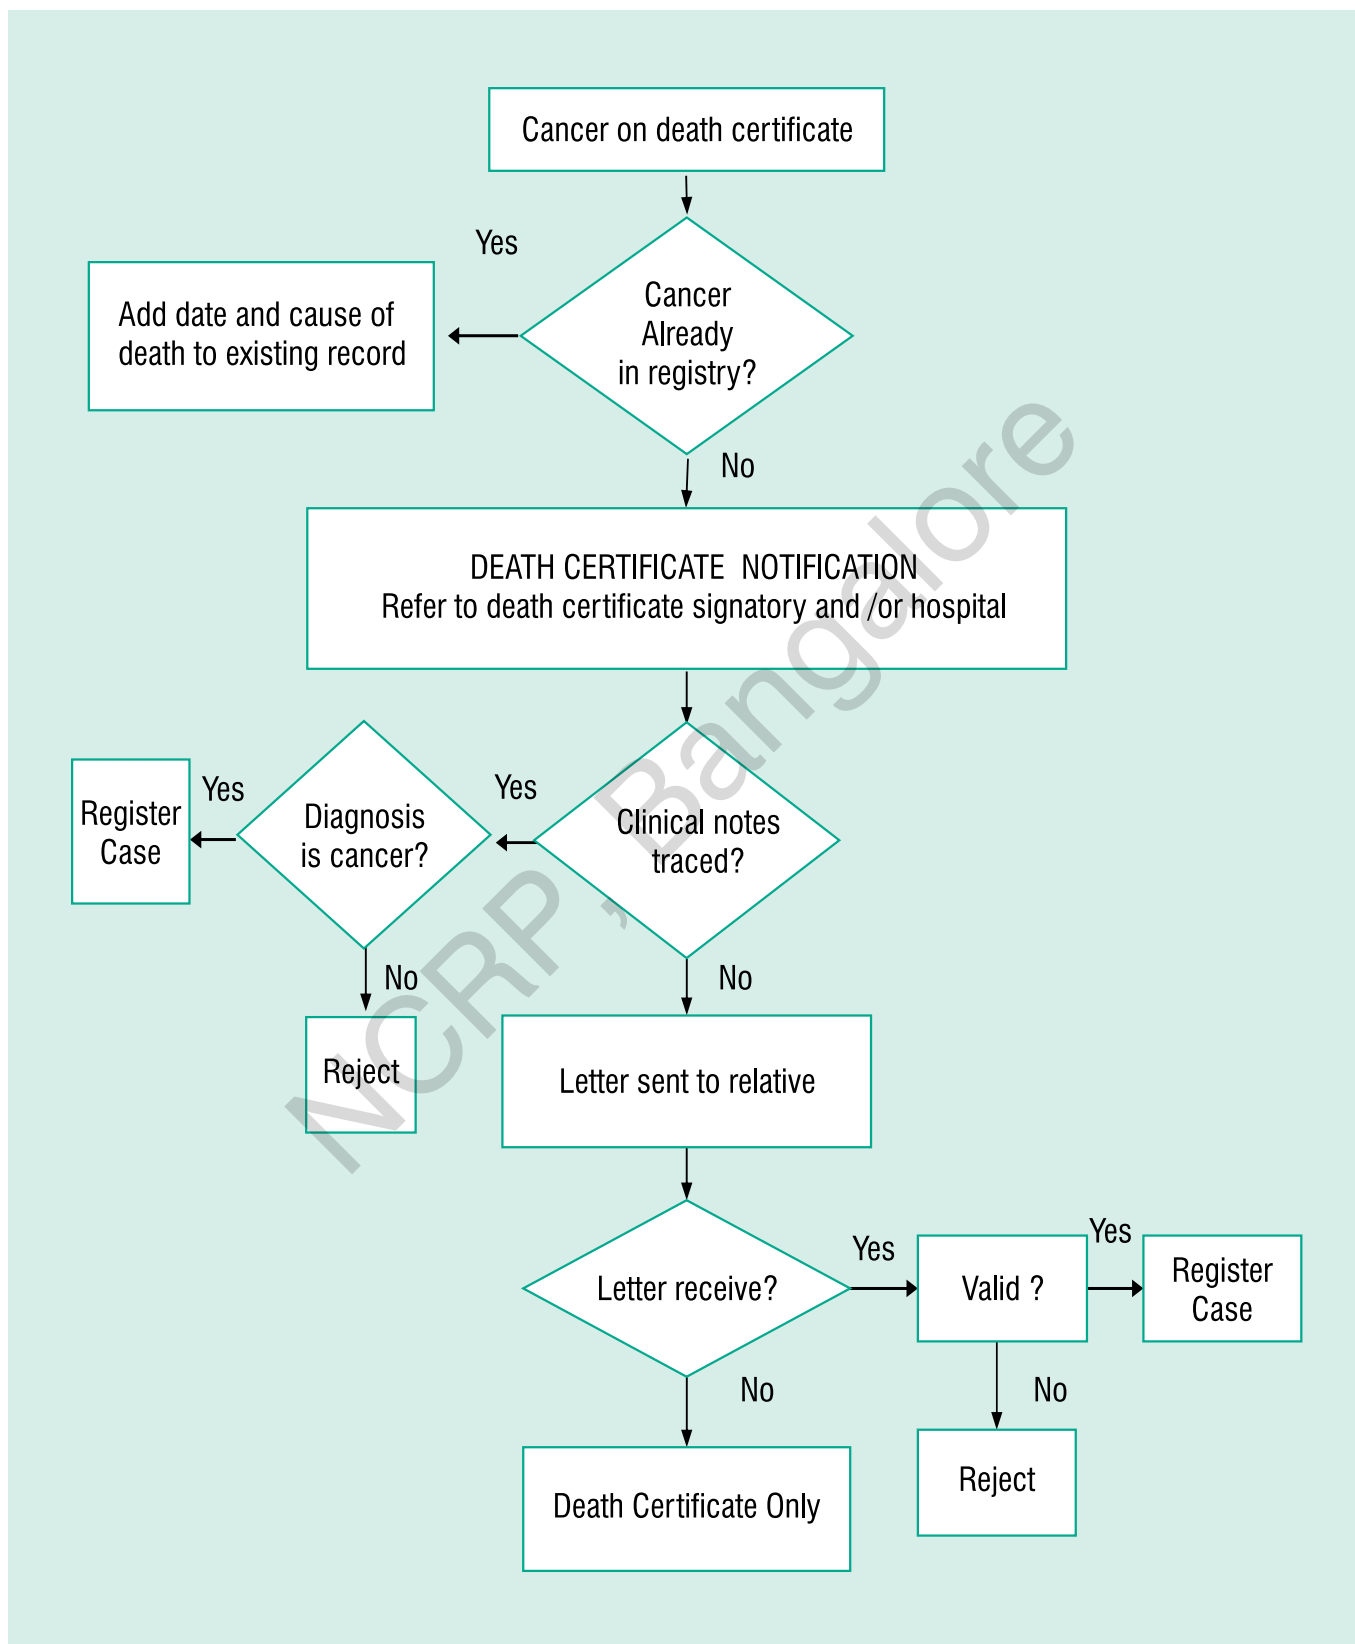 Cancer on death certificate
Yes
Cancer
Already
in registry?
Add date and cause of
death to existing record
No
DEATH CERTIFICATE NOTIFICATION
Refer to death certificate signatory and /or hospital
Clinical notes
traced?
Yes
Diagnosis
is cancer?
Yes
Register
Case
No
Reject
No
Letter sent to relative
Letter receive?
Yes
Valid ?
Yes
Register
Case
No
Reject
No
Death Certificate Only
NCRP, Bangalore